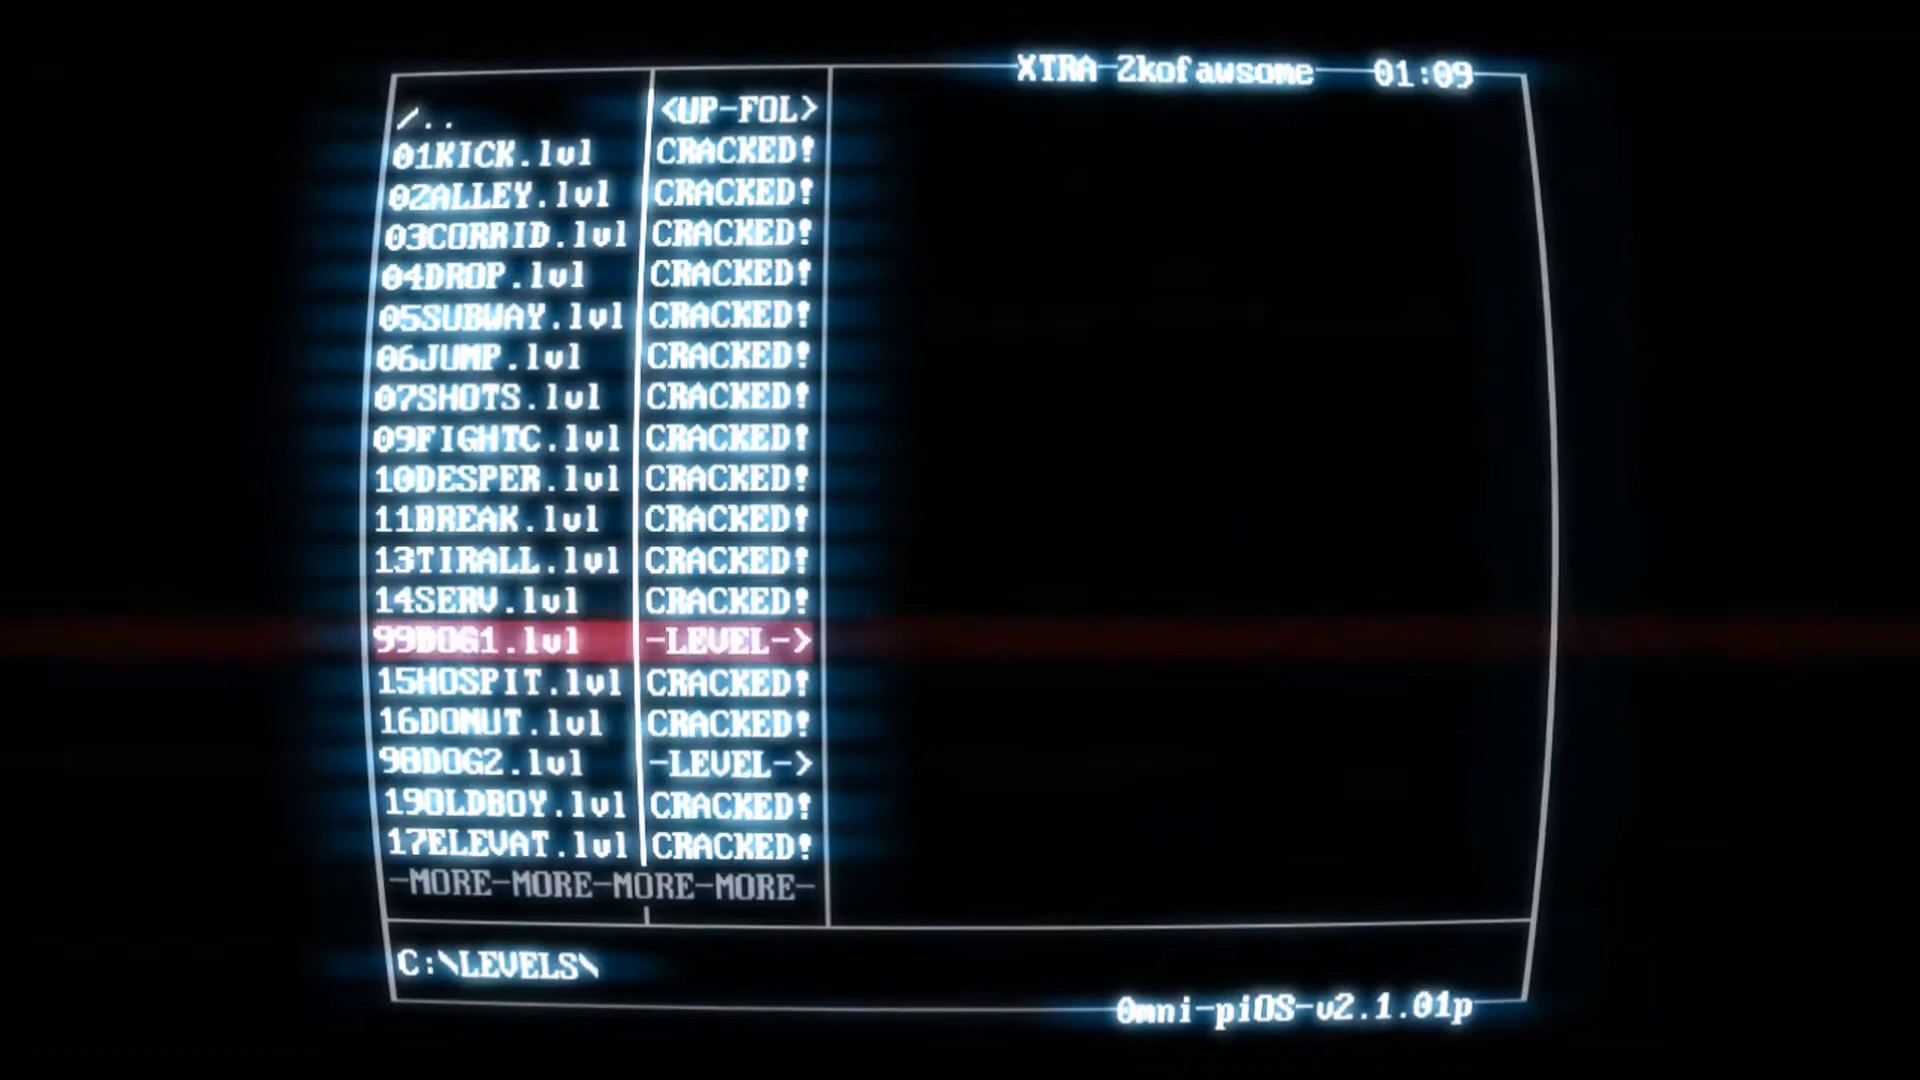 XTRA 2kofawsome 01:09
/.. <UP-FOL>
01KICK.lvl CRACKED!
02ALLEY.lvl CRACKED!
03CORRID.lvl CRACKED!
04DROP.lvl CRACKED!
05SUBWAY.lvl CRACKED!
06JUMP.lvl CRACKED!
07SHOTS.lvl CRACKED!
09FIGHTC.lvl CRACKED!
10DESPER.lvl CRACKED!
11BREAK.lvl CRACKED!
13TIRALL.lvl CRACKED!
14SERV.lvl CRACKED!
99DOG1.lvl -LEVEL->
15HOSPIT.lvl CRACKED!
16DONUT.lvl CRACKED!
98DOG2.lvl -LEVEL->
19OLDBOY.lvl CRACKED!
17ELEVAT.lvl CRACKED!
-MORE-MORE-MORE-MORE-
C:\LEVELS\
0mni-piOS-v2.1.01p